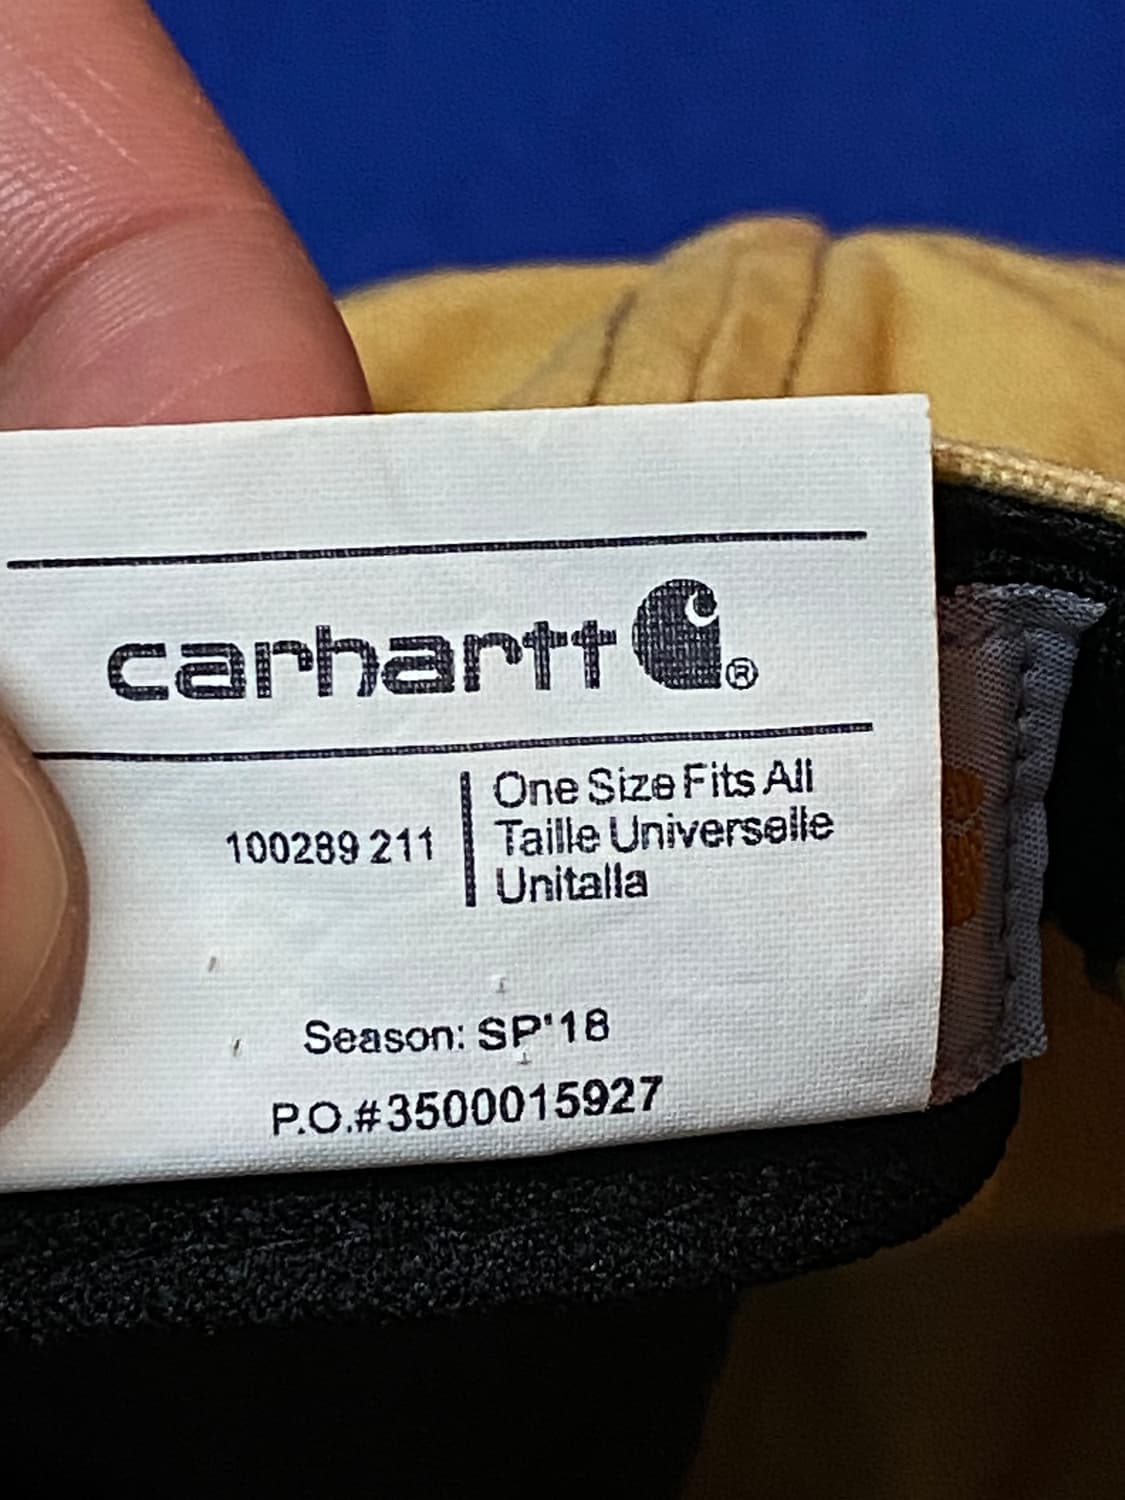 carhartt ®
100289 211
One Size Fits All
Taille Universelle
Unitalla
Season: SP'18
P.O.#3500015927